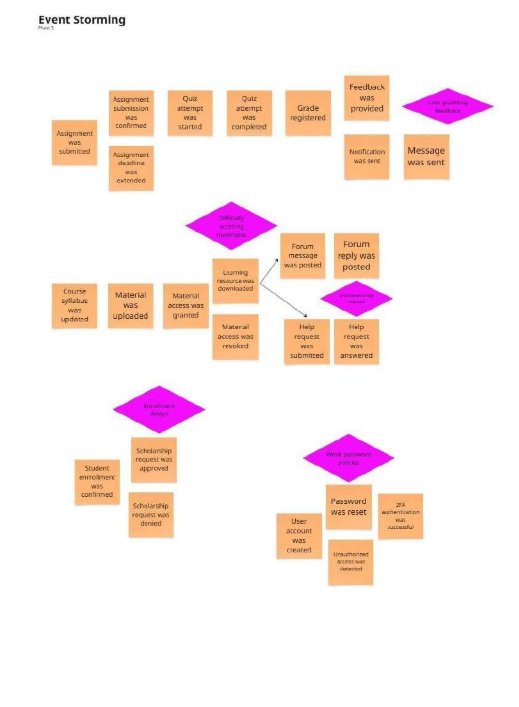 Event Storming
Phase 3
Feedback
was
provided
Assignment
submission
was
confirmed
Quiz
attempt
was
started
Quiz
attempt
was
completed
Grade
registered
Late grading
feedback
Assignment
was
submitted
Assignment
deadline
was
extended
Notification
was sent
Message
was sent
Difficulty
accessing
materials
Forum
message
was posted
Forum
reply was
posted
Learning
resource was
downloaded
Course
syllabus
was
updated
Material
was
uploaded
Material
access was
granted
Material
access was
revoked
Help
request
was
submitted
Help
request
was
answered
Enrollment
delays
Scholarship
request was
approved
Student
enrrollment
was
confirmed
Scholarship
request was
denied
Weak password
policies
Password
was reset
2FA
authentication
was
successful
User
account
was
created
Unauthorized
access was
detected